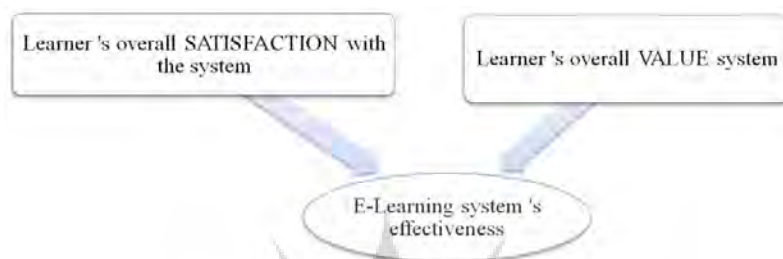 Learner's overall SATISFACTION with
the system
Learner's overall VALUE system
E-Learning system's
effectiveness